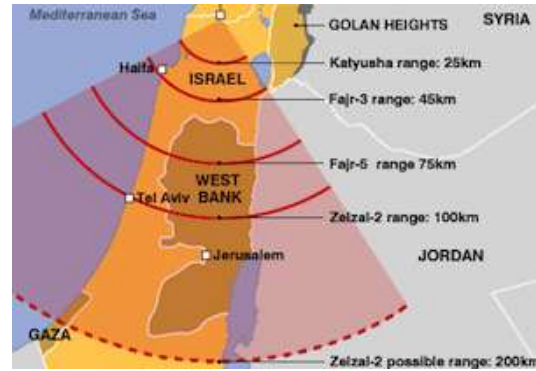 Mediterranean Sea
SYRIA
GOLAN HEIGHTS
Haifa
Katyusha range: 25km
ISRAEL
Fajr-3 range: 45km
Fajr-5 range 75km
WEST
BANK
Tel Aviv
Zelzal-2 range: 100km
Jerusalem
JORDAN
GAZA
Zelzal-2 possible range: 200km